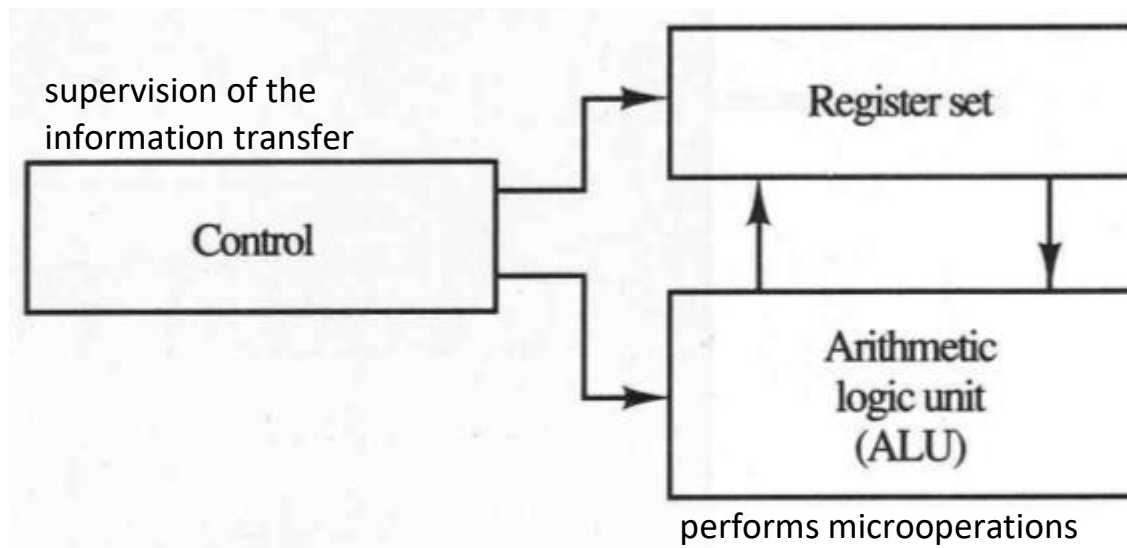 supervision of the
information transfer
Control
Register set
Arithmetic
logic unit
(ALU)
performs microoperations